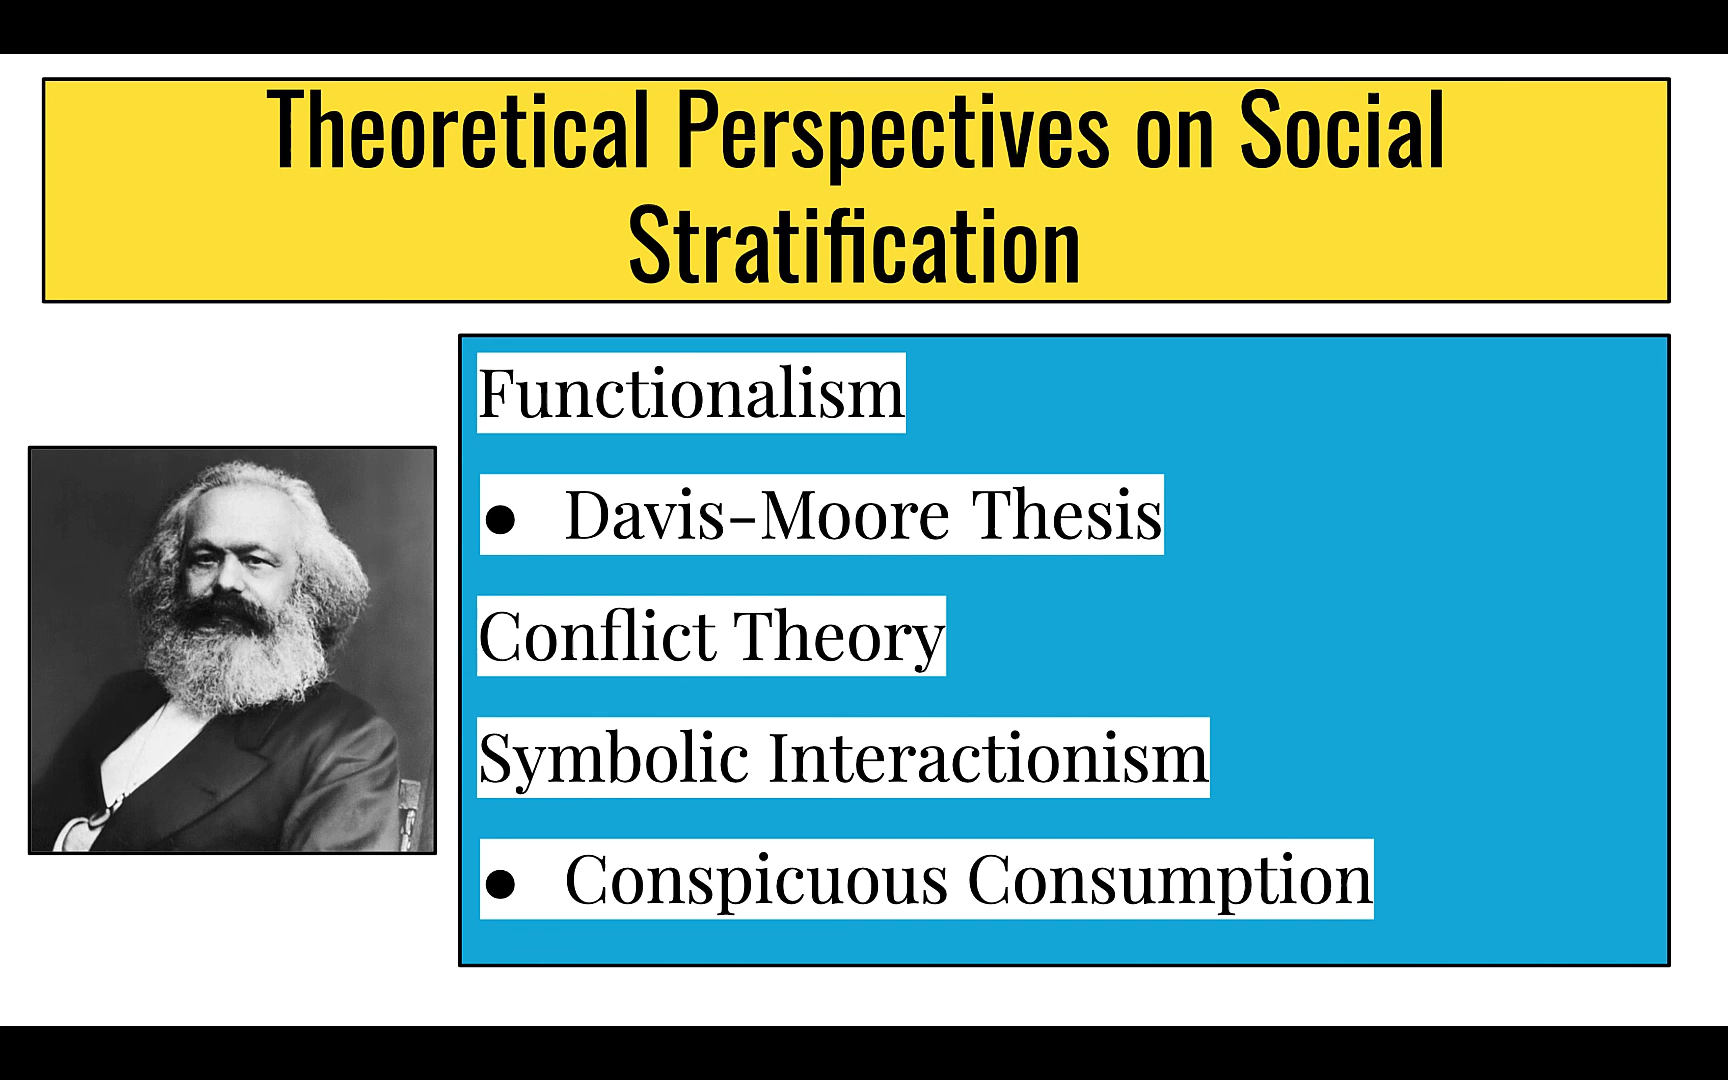 Theoretical Perspectives on Social
Stratification
Functionalism
● Davis-Moore Thesis
Conflict Theory
Symbolic Interactionism
● Conspicuous Consumption